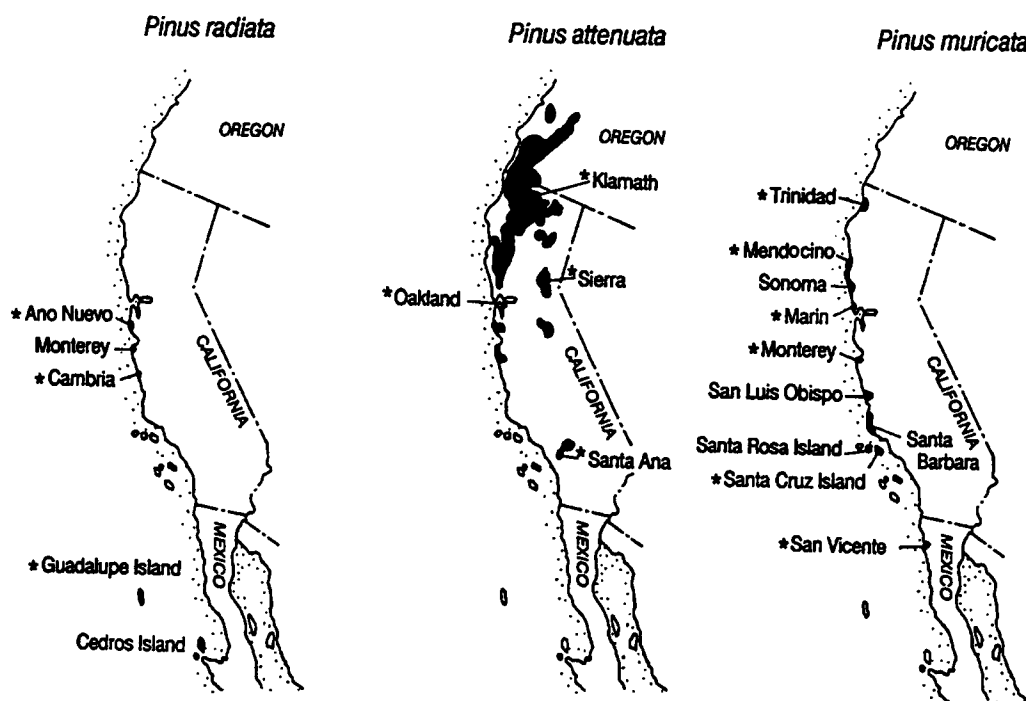 Pinus radiata
OREGON
* Ano Nuevo
Monterey
* Cambria
CALIFORNIA
MEXICO
* Guadalupe Island
Cedros Island
Pinus attenuata
OREGON
* Klamath
* Sierra
* Oakland
CALIFORNIA
* Santa Ana
MEXICO
Pinus muricata
OREGON
* Trinidad
* Mendocino
Sonoma
* Marin
* Monterey
San Luis Obispo
CALIFORNIA
Santa
Barbara
Santa Rosa Island
* Santa Cruz Island
* San Vicente
MEXICO